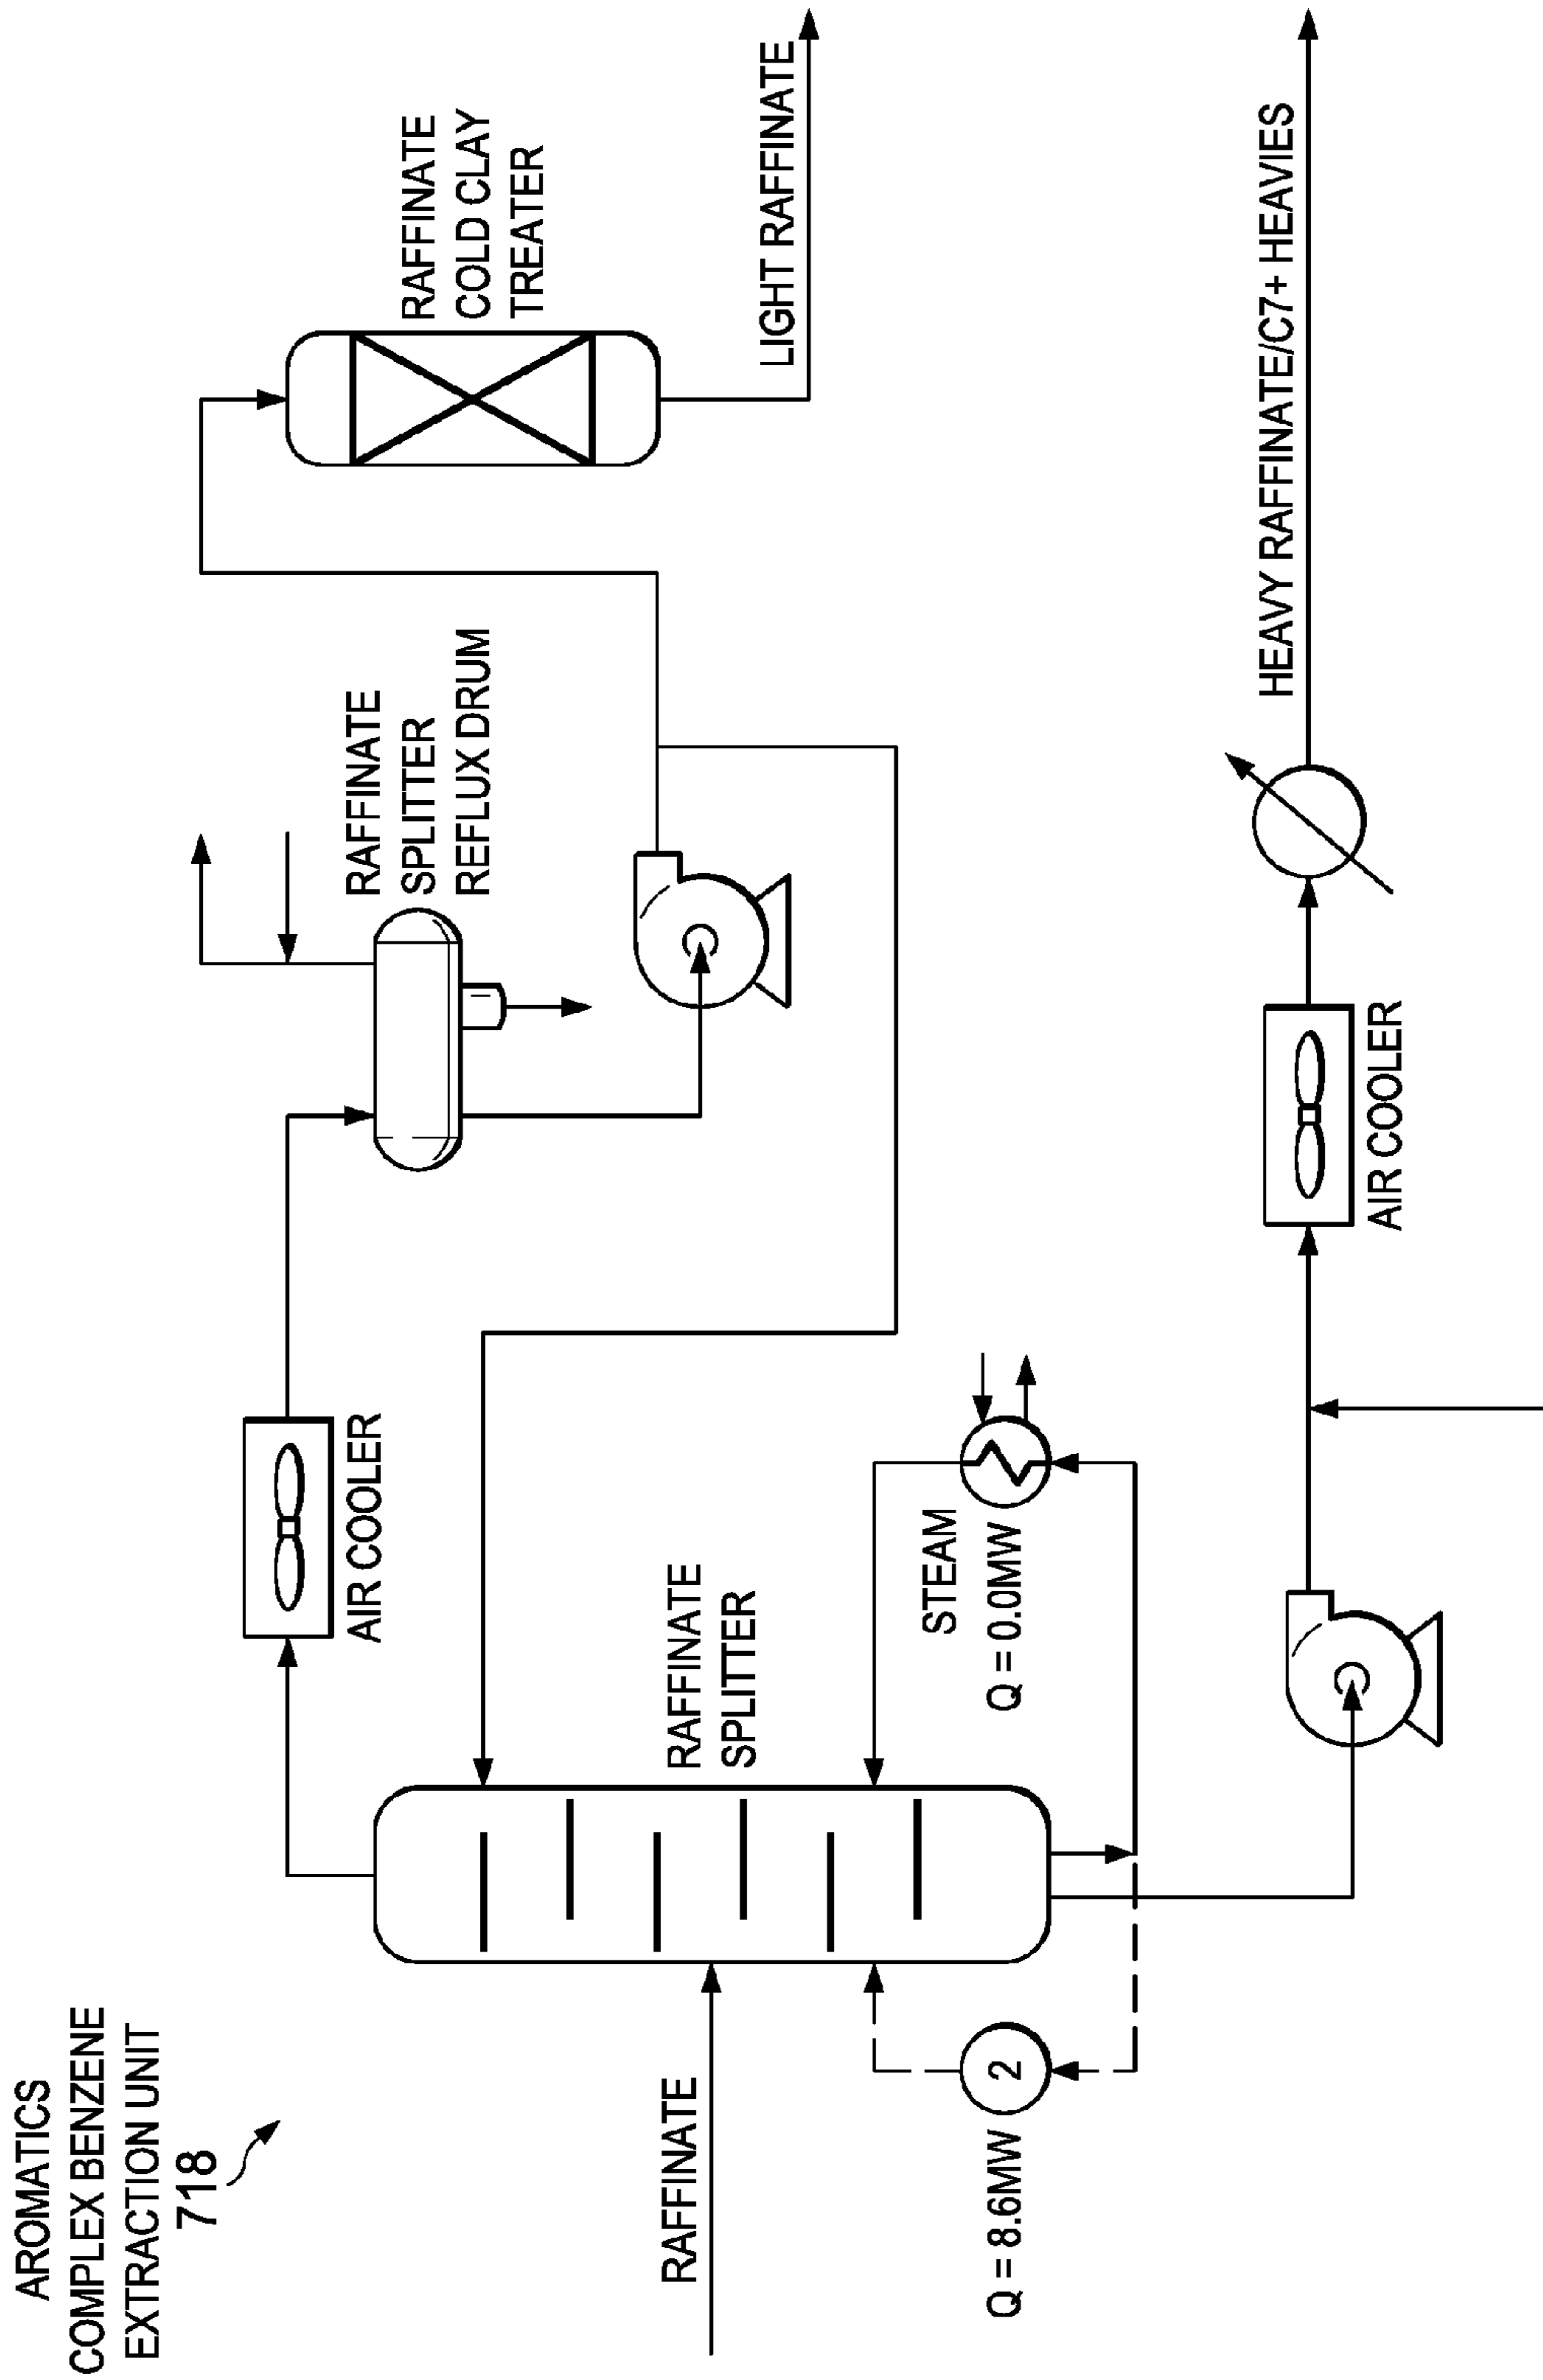 AROMATICS
COMPLEX BENZENE
EXTRACTION UNIT
718
AIR COOLER
RAFFINATE
SPLITTER
REFLUX DRUM
RAFFINATE
COLD CLAY
TREATER
LIGHT RAFFINATE
RAFFINATE
RAFFINATE
SPLITTER
STEAM
Q = 0.0MW
2
Q = 8.6MW
AIR COOLER
HEAVY RAFFINATE/C7+ HEAVIES